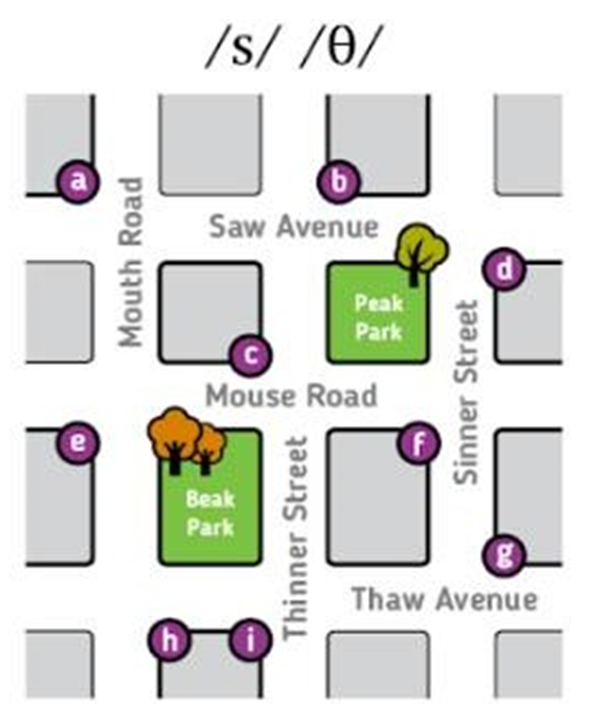 /s/ /θ/
a
b
Mouth Road
Saw Avenue
d
Peak
Park
c
Sinner Street
Mouse Road
e
f
Beak
Park
Thinner Street
g
Thaw Avenue
h
i